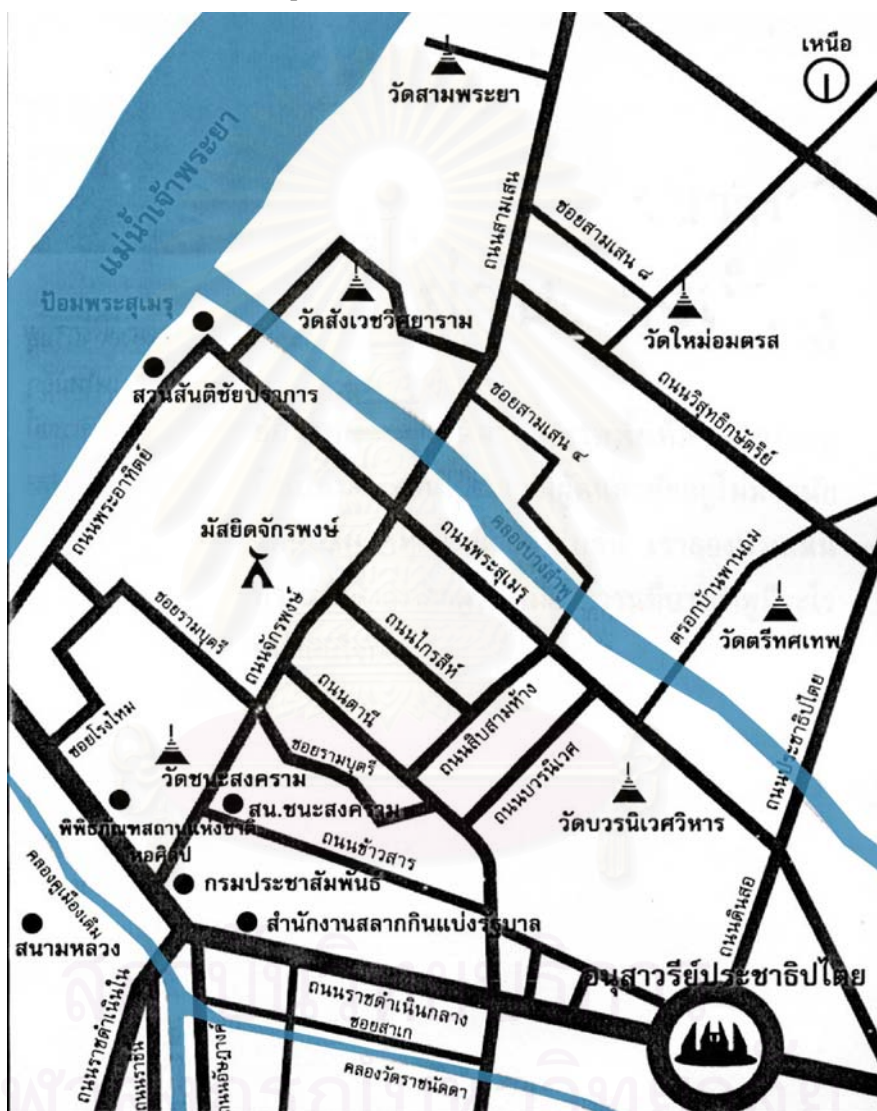 เหนือ
วัดสามพระยา
แม่น้ำเจ้าพระยา
ถนนสามเสน
ซอยสามเสน ๘
ป้อมพระสุเมรุ
วัดสังเวชวิศยาราม
วัดใหม่อมตรส
สวนสันติชัยปราการ
ซอยสามเสน ๔
ถนนวิสุทธิกษัตริย์
ถนนพระอาทิตย์
มัสยิดจักรพงษ์
ถนนพระสุเมรุ
คลองบางลำพู
ตรอกบ้านพานถม
วัดตรีทศเทพ
ซอยรามบุตรี
ถนนจักรพงษ์
ถนนไกรสีห์
ถนนตานี
ถนนสิบสามห้าง
ถนนประชาธิปไตย
ซอยโรงไหม
วัดชนะสงคราม
ซอยรามบุตรี
ถนนบวรนิเวศ
วัดบวรนิเวศวิหาร
สน.ชนะสงคราม
พิพิธภัณฑสถานแห่งชาติ
หอศิลป์
ถนนข้าวสาร
คลองคูเมืองเดิม
กรมประชาสัมพันธ์
ถนนดินสอ
สนามหลวง
สำนักงานสลากกินแบ่งรัฐบาล
อนุสาวรีย์ประชาธิปไตย
ถนนราชดำเนินใน
ถนนราชดำเนินกลาง
ซอยสาเก
คลองวัดราชนัดดา